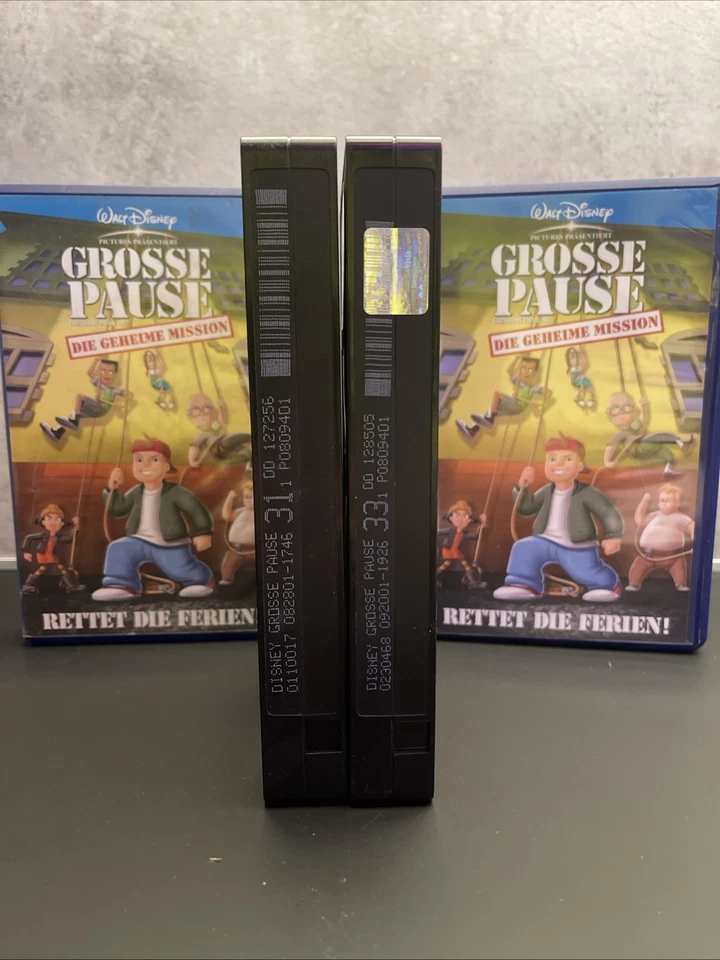 WALT DISNEY
PICTURES PRÄSENTIERT
GROSSE
PAUSE
DIE GEHEIME MISSION
RETTET DIE FERIEN!
DISNEY GROSSE PAUSE 31 DD 127256
0110017 082801-1746 1 P0809401
DISNEY GROSSE PAUSE 33 DD 128505
0230468 092001-1926 1 P0809401
WALT DISNEY
PICTURES PRÄSENTIERT
GROSSE
PAUSE
DIE GEHEIME MISSION
RETTET DIE FERIEN!